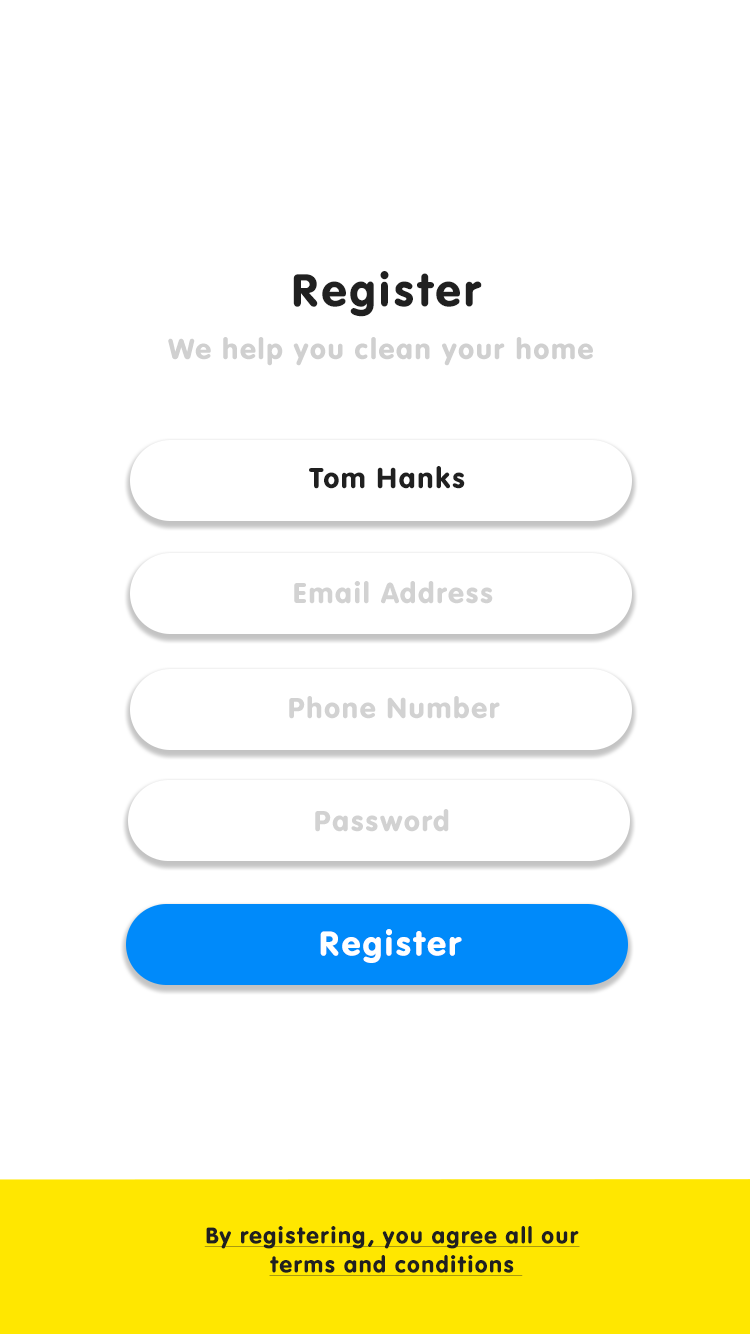 Register
We help you clean your home
Tom Hanks
Email Address
Phone Number
Password
Register
By registering, you agree all our
terms and conditions